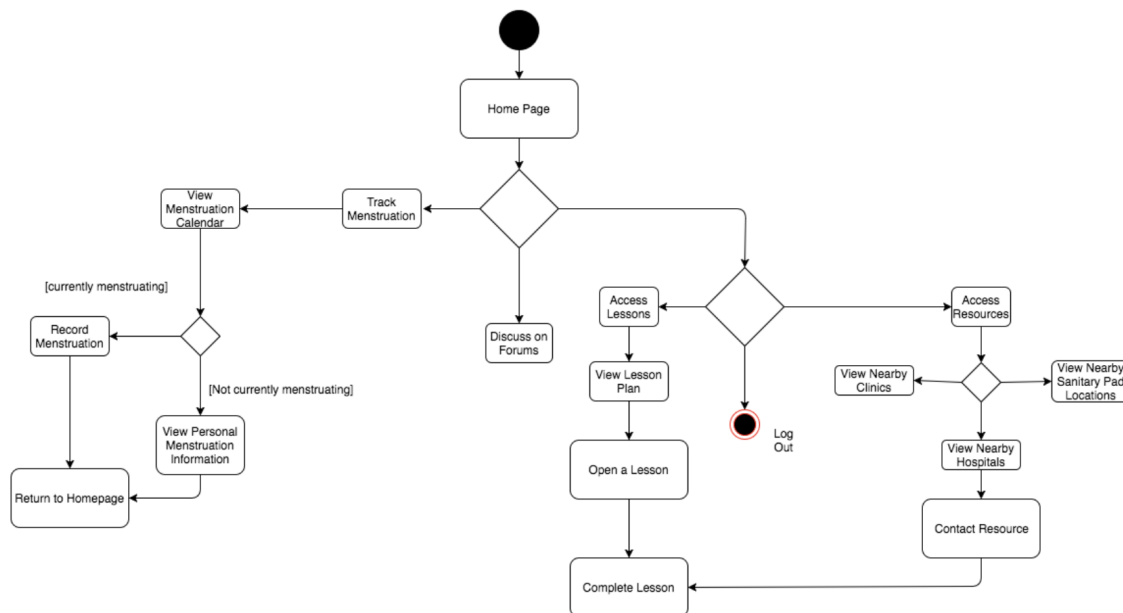 Home Page
View
Menstruation
Calendar
Track
Menstruation
[currently menstruating]
Record
Menstruation
[Not currently menstruating]
View Personal
Menstruation
Information
Return to Homepage
Discuss on
Forums
Access
Lessons
View Lesson
Plan
Open a Lesson
Complete Lesson
Log
Out
Access
Resources
View Nearby
Clinics
View Nearby
Sanitary Pad
Locations
View Nearby
Hospitals
Contact Resource